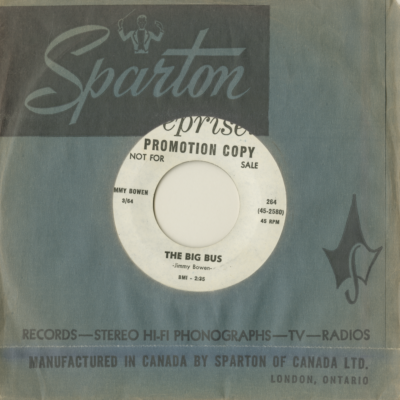 Sparton
eprise
PROMOTION COPY
NOT FOR SALE
MMY BOWEN
3/64
264
(45-2580)
45 RPM
THE BIG BUS
-Jimmy Bowen-
BMI - 2:35
RECORDS—STEREO HI-FI PHONOGRAPHS—TV—RADIOS
MANUFACTURED IN CANADA BY SPARTON OF CANADA LTD.
LONDON, ONTARIO